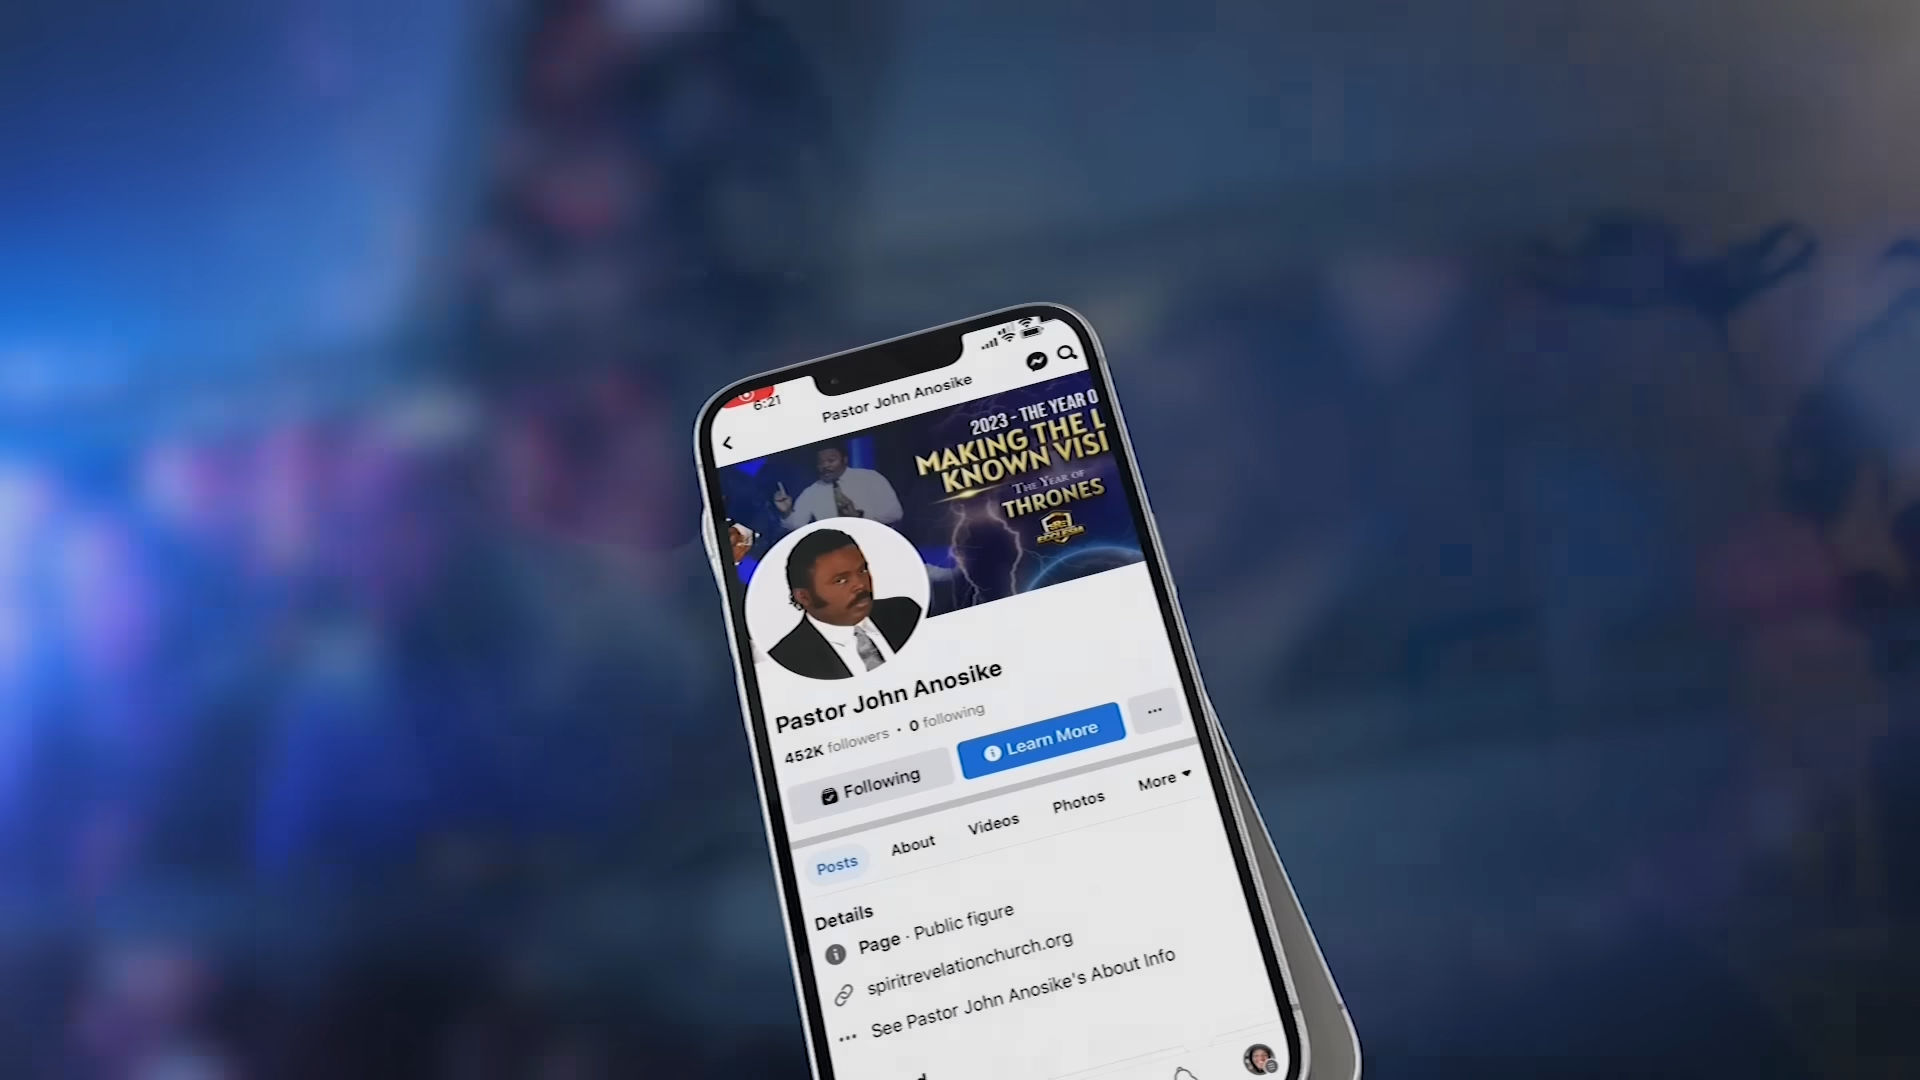 6:21
Pastor John Anosike
2023 - THE YEAR O
MAKING THE L
KNOWN VISI
THE YEAR OF
THRONES
ECCLESIA
Pastor John Anosike
452K followers · 0 following
Following
Learn More
Posts
About
Videos
Photos
More
Details
Page · Public figure
spiritrevelationchurch.org
See Pastor John Anosike's About Info